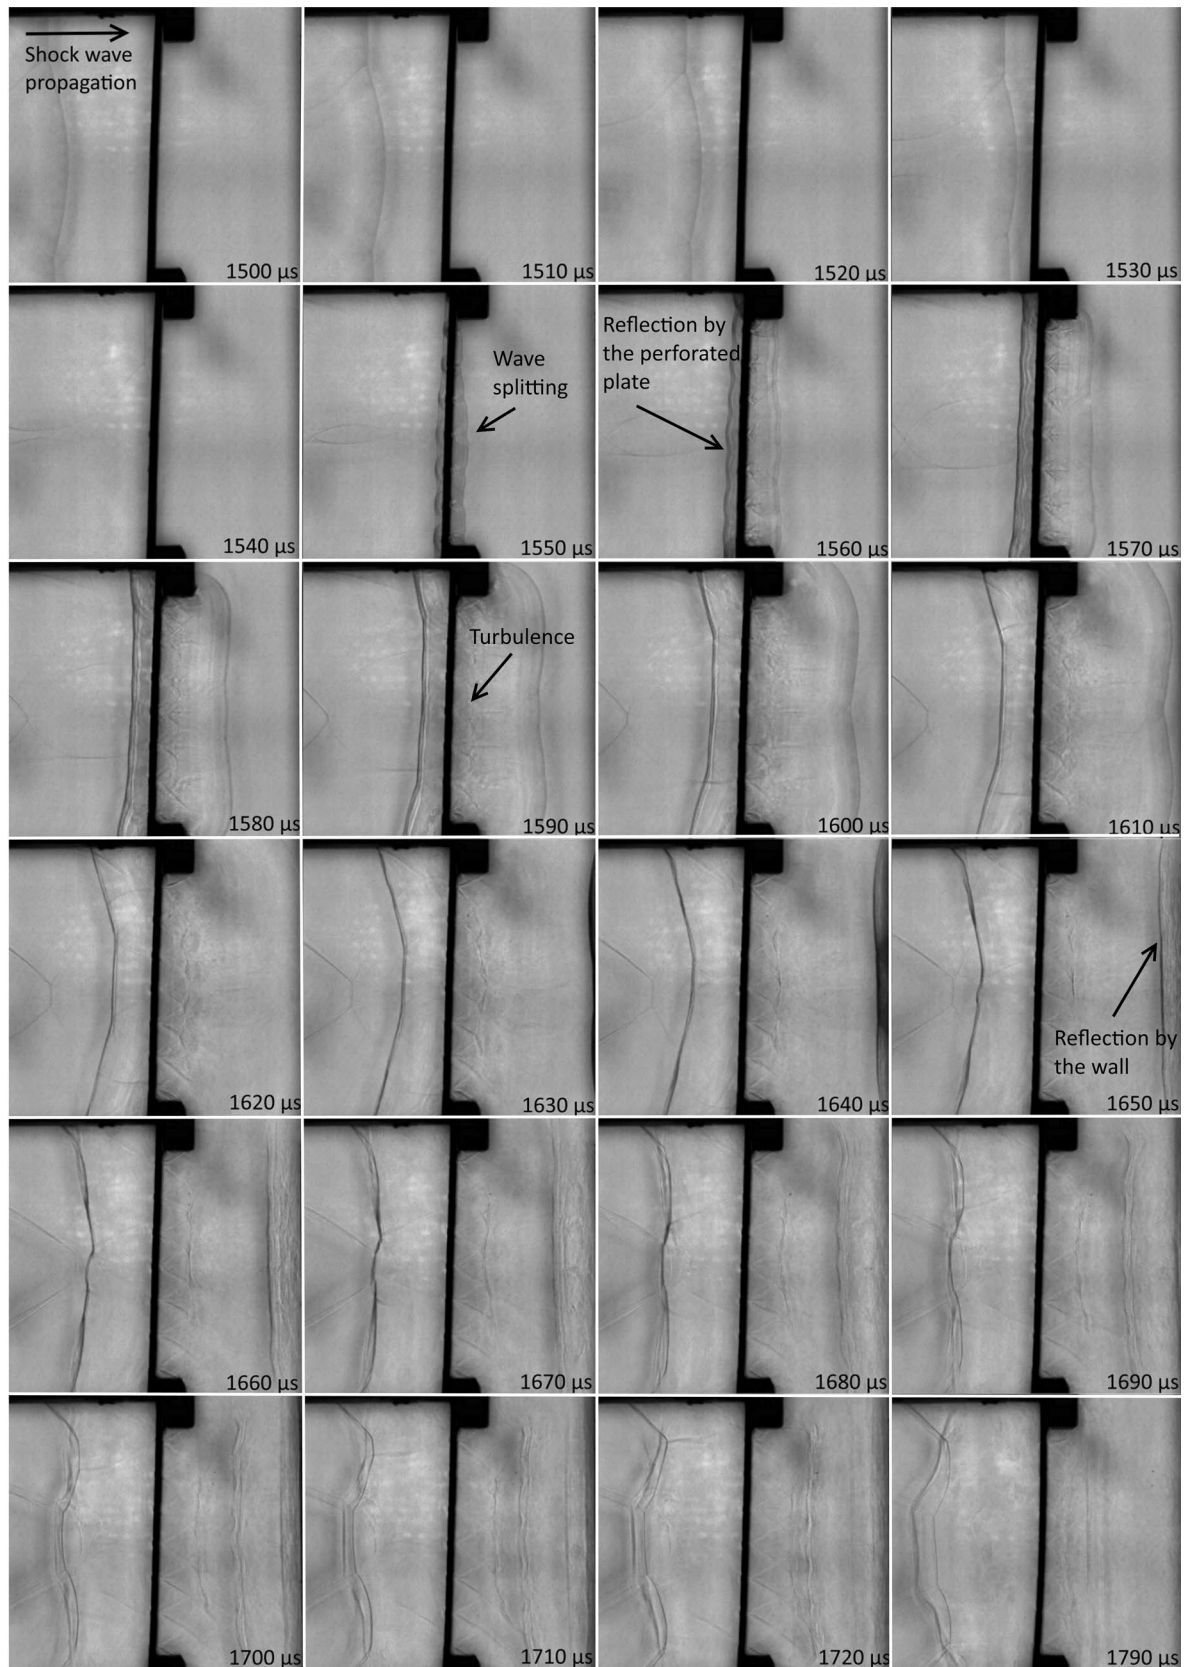 Shock wave
propagation
1500 µs
1510 µs
1520 µs
1530 µs
1540 µs
Wave
splitting
1550 µs
Reflection by
the perforated
plate
1560 µs
1570 µs
1580 µs
Turbulence
1590 µs
1600 µs
1610 µs
1620 µs
1630 µs
1640 µs
Reflection by
the wall
1650 µs
1660 µs
1670 µs
1680 µs
1690 µs
1700 µs
1710 µs
1720 µs
1790 µs